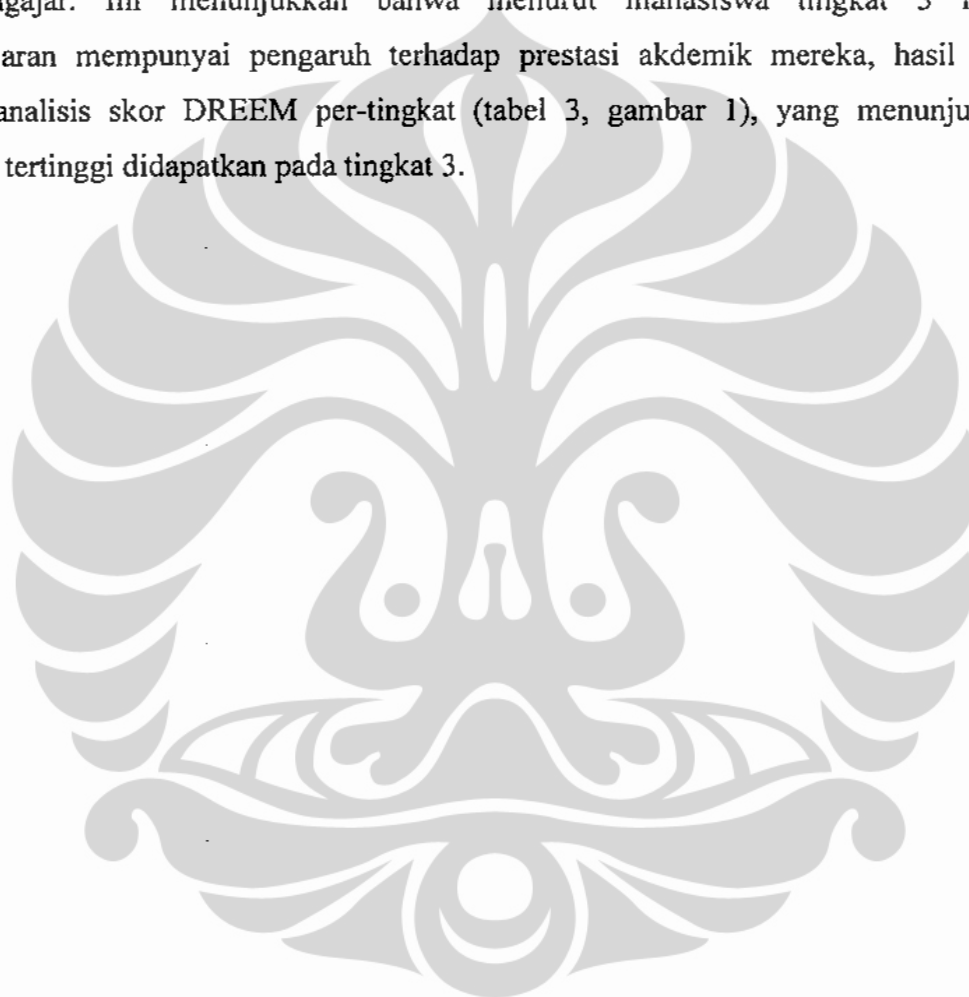 gajar. Ini menunjukkan bahwa menurut mahasiswa tingkat 3
aran mempunyai pengaruh terhadap prestasi akdemik mereka, hasil
analisis skor DREEM per-tingkat (tabel 3, gambar 1), yang menunju
tertinggi didapatkan pada tingkat 3.